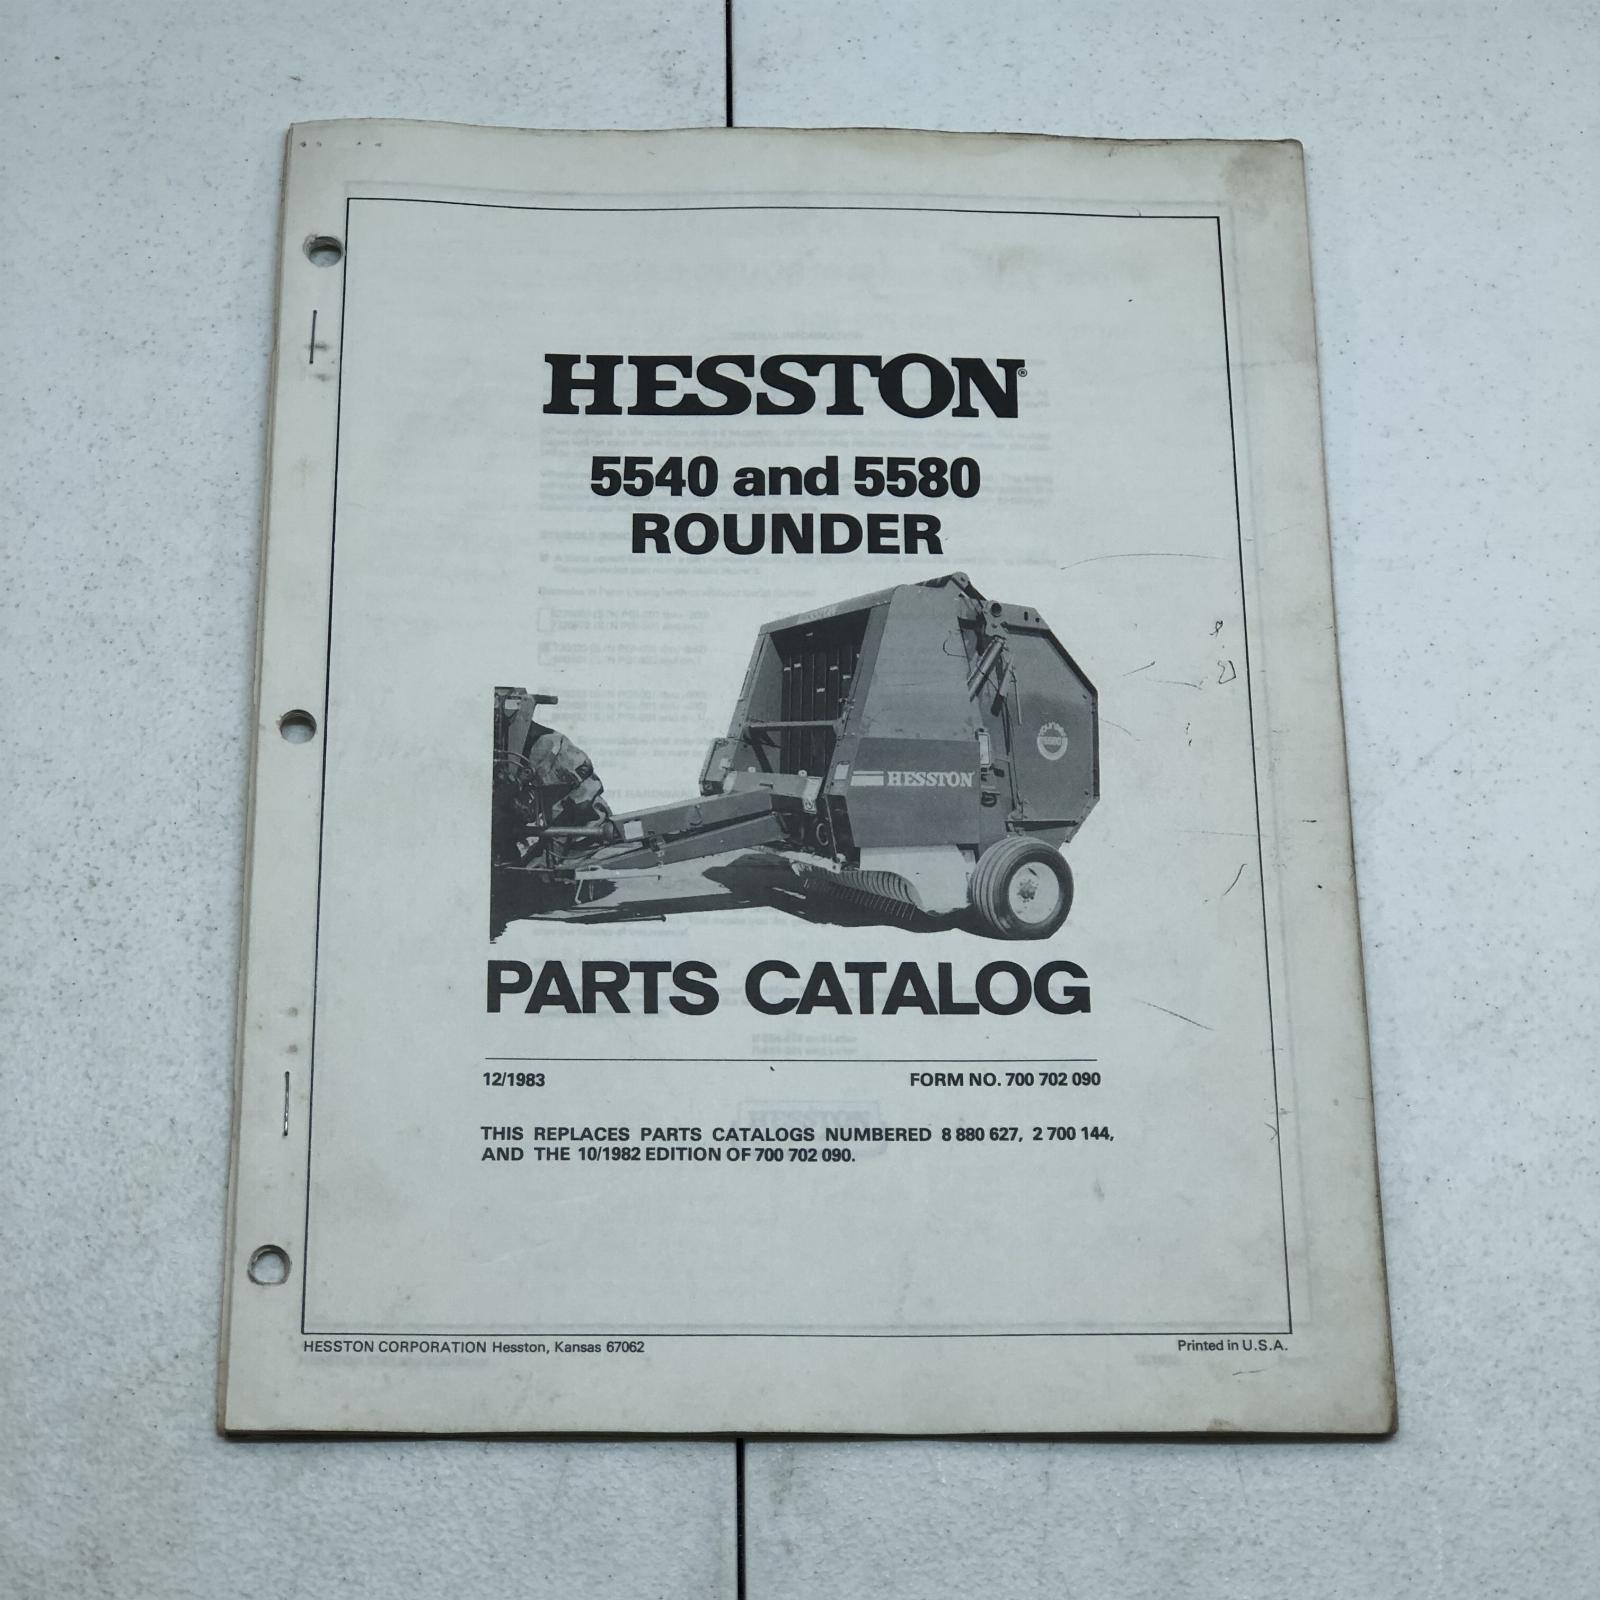 HESSTON®
5540 and 5580
ROUNDER
HESSTON
5580
PARTS CATALOG
12/1983 FORM NO. 700 702 090
THIS REPLACES PARTS CATALOGS NUMBERED 8 880 627, 2 700 144,
AND THE 10/1982 EDITION OF 700 702 090.
HESSTON CORPORATION Hesston, Kansas 67062 Printed in U.S.A.